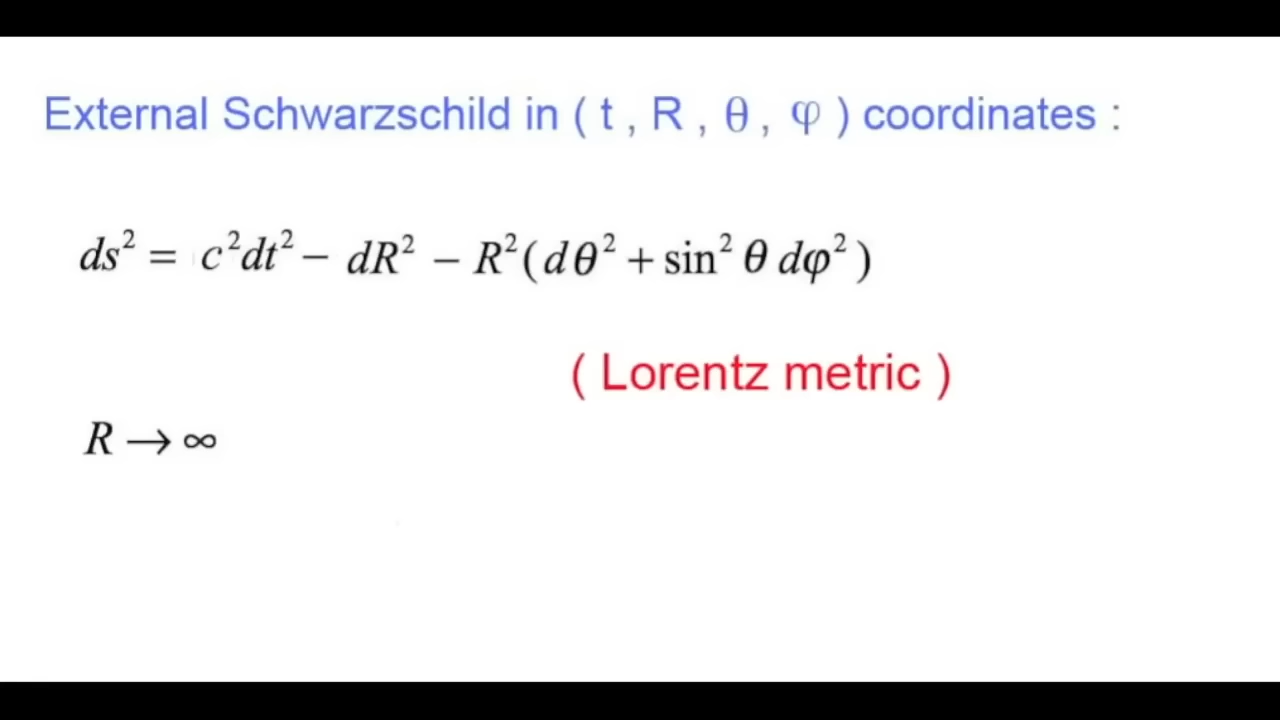 External Schwarzschild in ( t , R , θ , φ ) coordinates :
ds² = c²dt² − dR² − R²(dθ² + sin² θ dφ²)
( Lorentz metric )
R → ∞